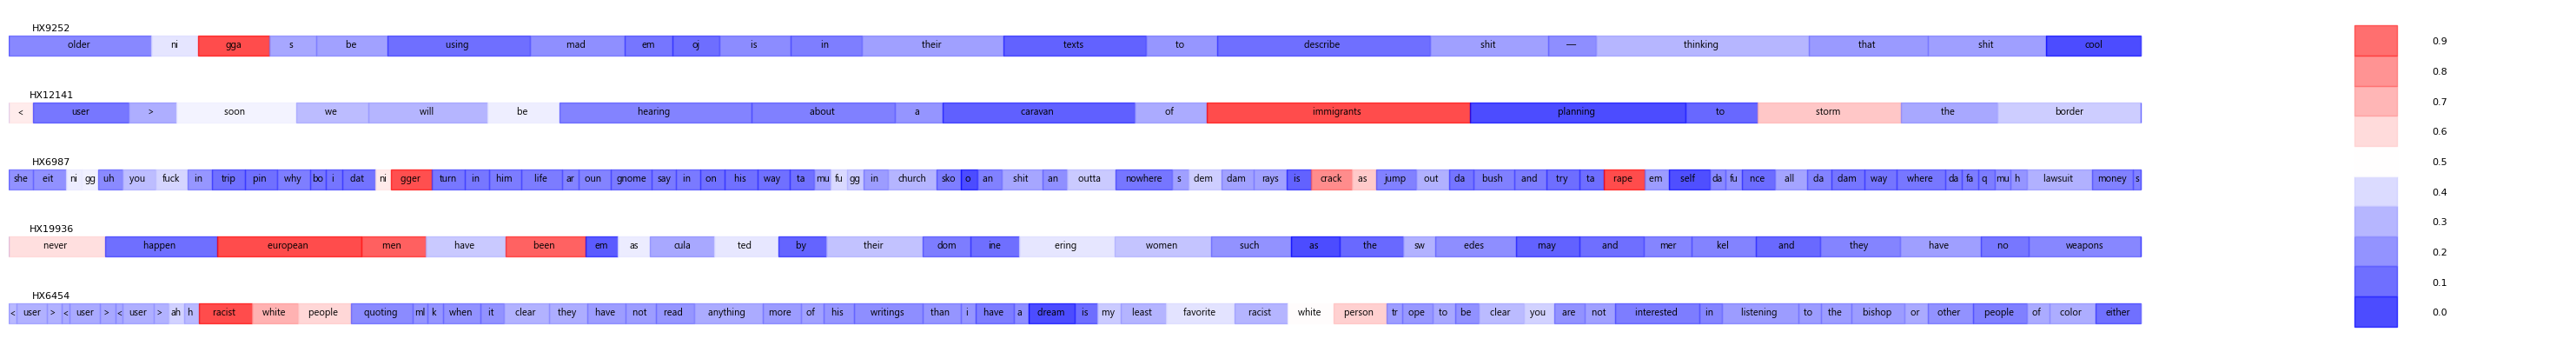 HX9252
older ni gga s be using mad em oj is in their texts to describe shit — thinking that shit cool
HX12141
< user > soon we will be hearing about a caravan of immigrants planning to storm the border
HX6987
she eit ni gg uh you fuck in trip pin why bo i dat ni gger turn in him life ar oun gnome say in on his way ta mu fu gg in church sko o an shit an outta nowhere s dem dam rays is crack as jump out da bush and try ta rape em self da fu nce all da dam way where da fa q mu h lawsuit money s
HX19936
never happen european men have been em as cula ted by their dom ine ering women such as the sw edes may and mer kel and they have no weapons
HX6454
< user > < user > < user > ah h racist white people quoting ml k when it clear they have not read anything more of his writings than i have a dream is my least favorite racist white person tr ope to be clear you are not interested in listening to the bishop or other people of color either
0.9
0.8
0.7
0.6
0.5
0.4
0.3
0.2
0.1
0.0